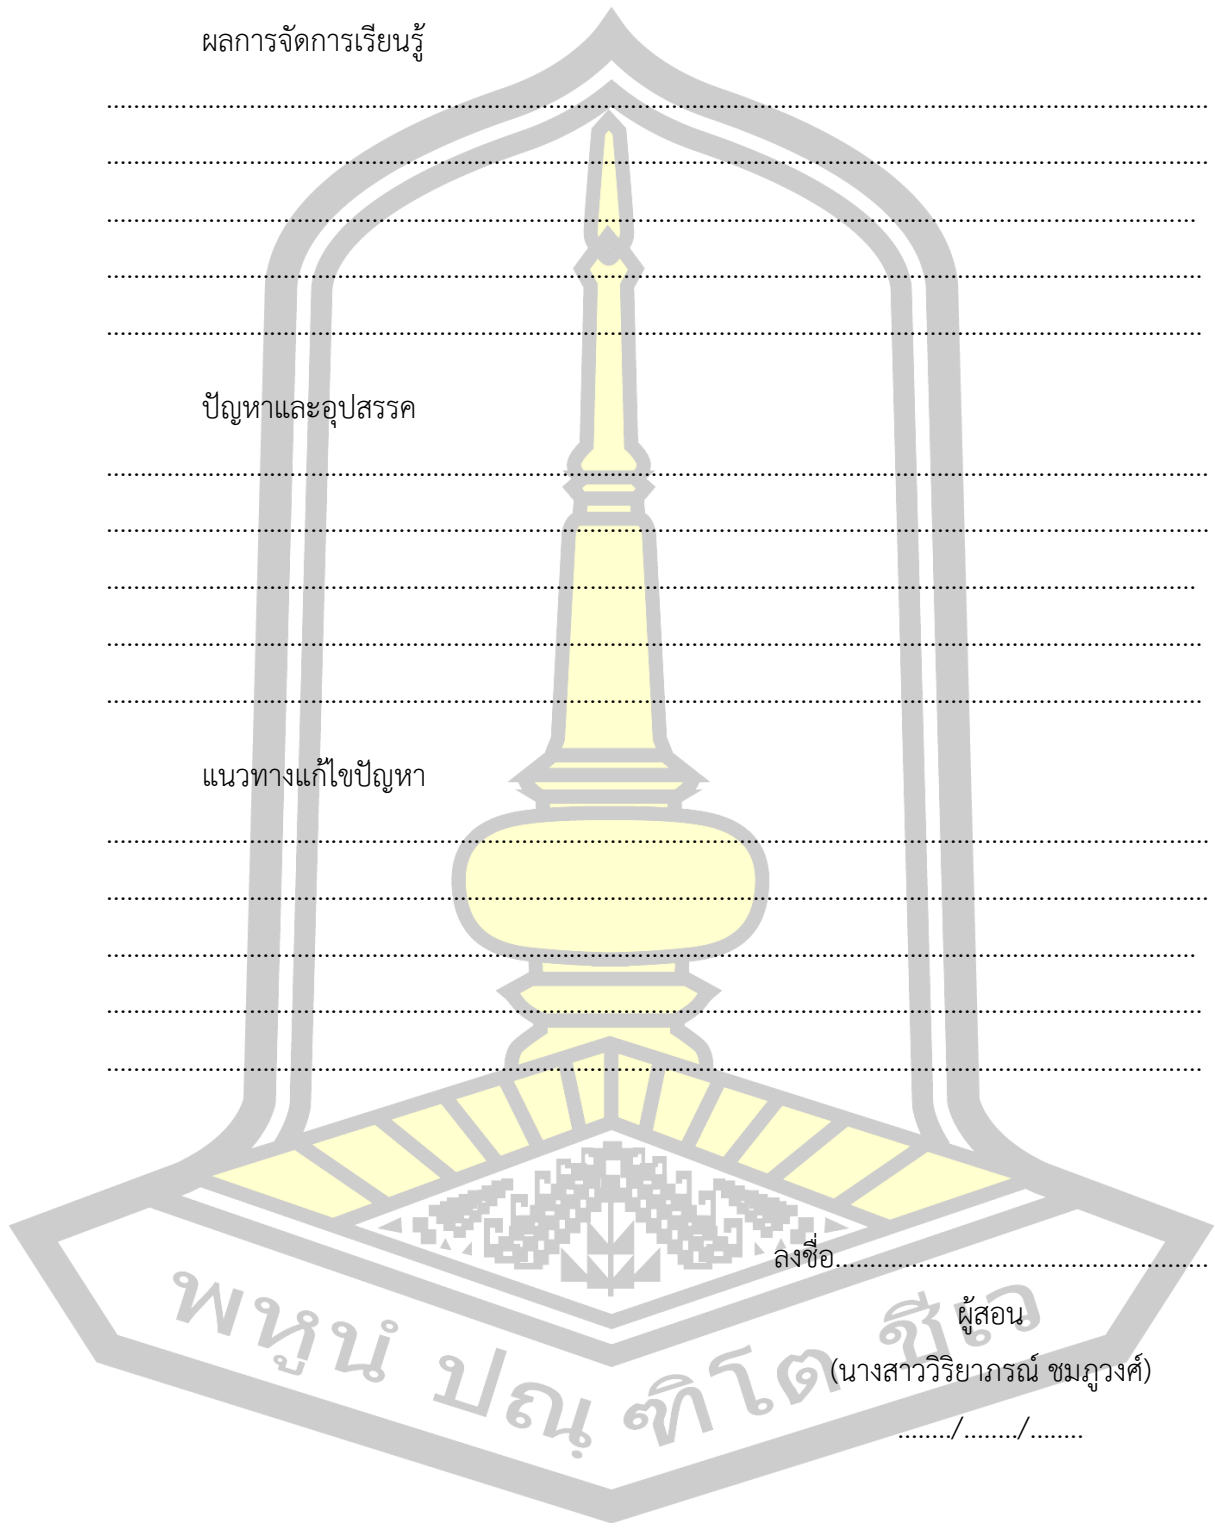 ผลการจัดการเรียนรู้
....................................................................................................................................................................
....................................................................................................................................................................
..................................................................................................................................................................
...................................................................................................................................................................
...................................................................................................................................................................
ปัญหาและอุปสรรค
....................................................................................................................................................................
....................................................................................................................................................................
..................................................................................................................................................................
...................................................................................................................................................................
...................................................................................................................................................................
แนวทางแก้ไขปัญหา
....................................................................................................................................................................
....................................................................................................................................................................
..................................................................................................................................................................
...................................................................................................................................................................
...................................................................................................................................................................
ลงชื่อ......................................................
ผู้สอน
(นางสาววิริยาภรณ์ ชมภูวงศ์)
......../......../........
พหูนํ ปณฺฑิโต ชีเว